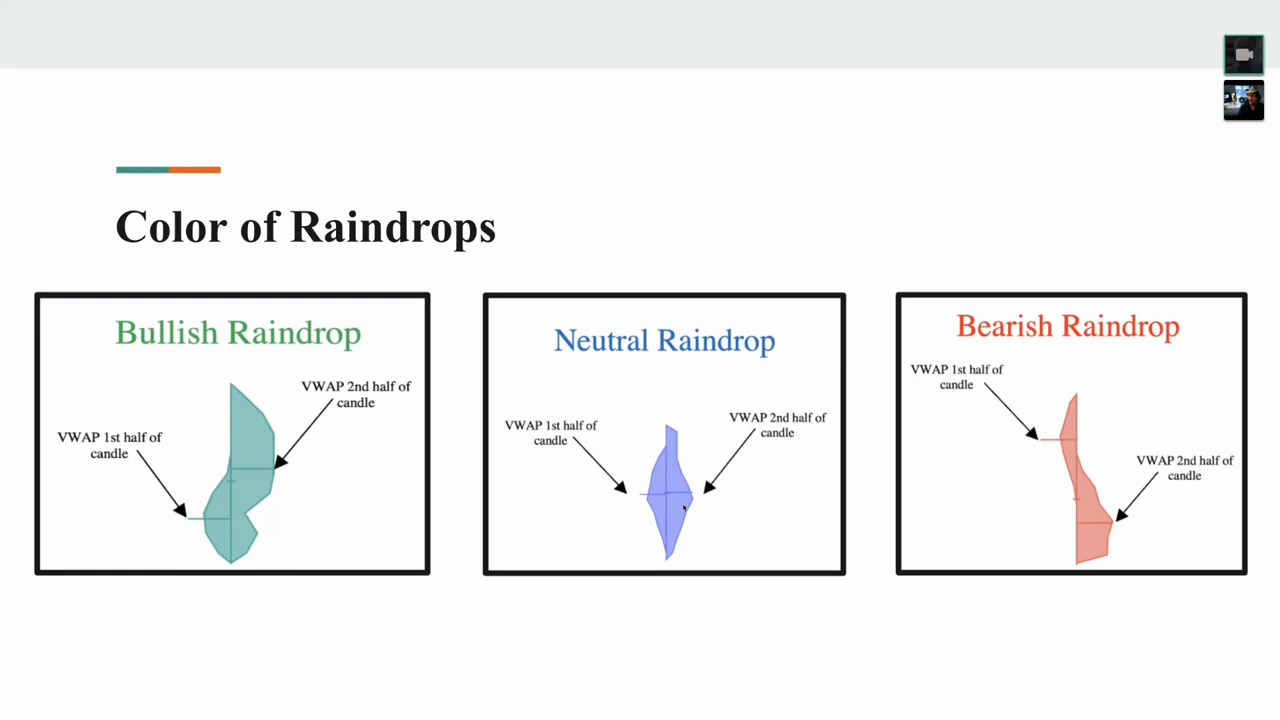 Color of Raindrops
Bullish Raindrop
VWAP 2nd half of
candle
VWAP 1st half of
candle
Neutral Raindrop
VWAP 1st half of
candle
VWAP 2nd half of
candle
Bearish Raindrop
VWAP 1st half of
candle
VWAP 2nd half of
candle